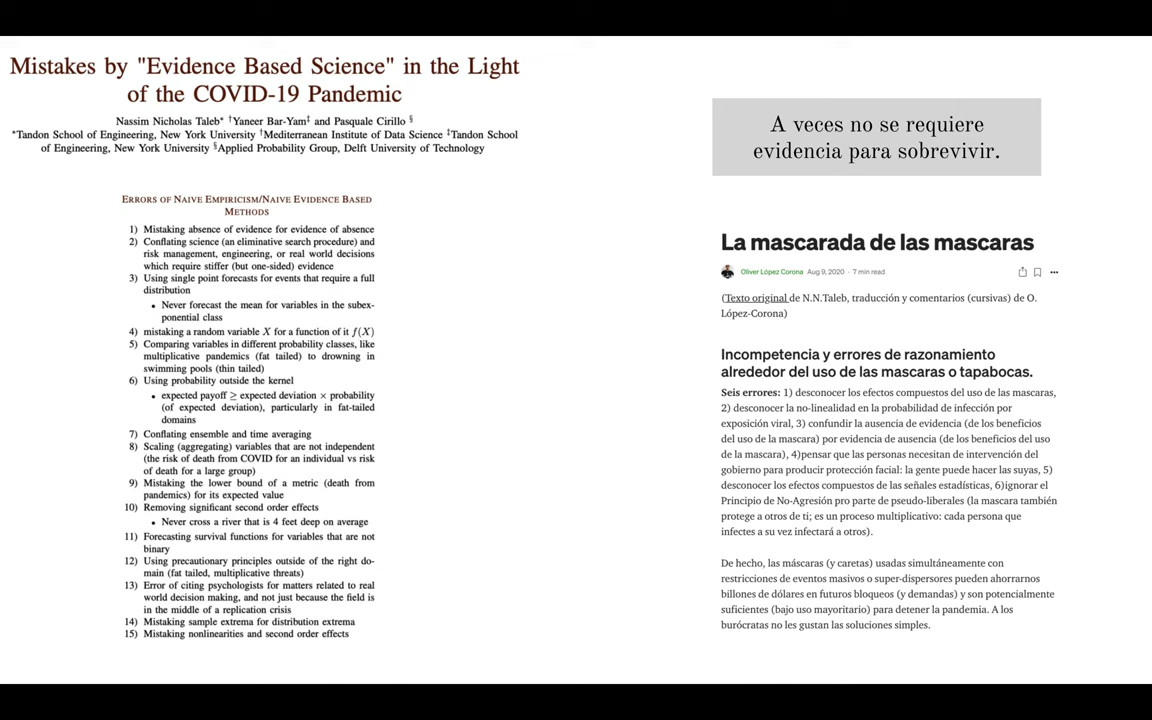 Mistakes by "Evidence Based Science" in the Light
of the COVID-19 Pandemic
Nassim Nicholas Taleb* †Yaneer Bar-Yam‡ and Pasquale Cirillo §
*Tandon School of Engineering, New York University †Mediterranean Institute of Data Science ‡Tandon School
of Engineering, New York University §Applied Probability Group, Delft University of Technology
ERRORS OF NAIVE EMPIRICISM/NAIVE EVIDENCE BASED
METHODS
1) Mistaking absence of evidence for evidence of absence
2) Conflating science (an eliminative search procedure) and
risk management, engineering, or real world decisions
which require stiffer (but one-sided) evidence
3) Using single point forecasts for events that require a full
distribution
• Never forecast the mean for variables in the subex-
ponential class
4) mistaking a random variable X for a function of it f(X)
5) Comparing variables in different probability classes, like
multiplicative pandemics (fat tailed) to drowning in
swimming pools (thin tailed)
6) Using probability outside the kernel
• expected payoff ≥ expected deviation × probability
(of expected deviation), particularly in fat-tailed
domains
7) Conflating ensemble and time averaging
8) Scaling (aggregating) variables that are not independent
(the risk of death from COVID for an individual vs risk
of death for a large group)
9) Mistaking the lower bound of a metric (death from
pandemics) for its expected value
10) Removing significant second order effects
• Never cross a river that is 4 feet deep on average
11) Forecasting survival functions for variables that are not
binary
12) Using precautionary principles outside of the right do-
main (fat tailed, multiplicative threats)
13) Error of citing psychologists for matters related to real
world decision making, and not just because the field is
in the middle of a replication crisis
14) Mistaking sample extrema for distribution extrema
15) Mistaking nonlinearities and second order effects
A veces no se requiere
evidencia para sobrevivir.
La mascarada de las mascaras
Oliver López Corona Aug 9, 2020 · 7 min read
(Texto original de N.N.Taleb, traducción y comentarios (cursivas) de O.
López-Corona)
Incompetencia y errores de razonamiento
alrededor del uso de las mascaras o tapabocas.
Seis errores: 1) desconocer los efectos compuestos del uso de las mascaras,
2) desconocer la no-linealidad en la probabilidad de infección por
exposición viral, 3) confundir la ausencia de evidencia (de los beneficios
del uso de la mascara) por evidencia de ausencia (de los beneficios del uso
de la mascara), 4)pensar que las personas necesitan de intervención del
gobierno para producir protección facial: la gente puede hacer las suyas, 5)
desconocer los efectos compuestos de las señales estadísticas, 6)ignorar el
Principio de No-Agresión pro parte de pseudo-liberales (la mascara también
protege a otros de ti; es un proceso multiplicativo: cada persona que
infectes a su vez infectará a otros).
De hecho, las máscaras (y caretas) usadas simultáneamente con
restricciones de eventos masivos o super-dispersores pueden ahorrarnos
billones de dólares en futuros bloqueos (y demandas) y son potencialmente
suficientes (bajo uso mayoritario) para detener la pandemia. A los
burócratas no les gustan las soluciones simples.